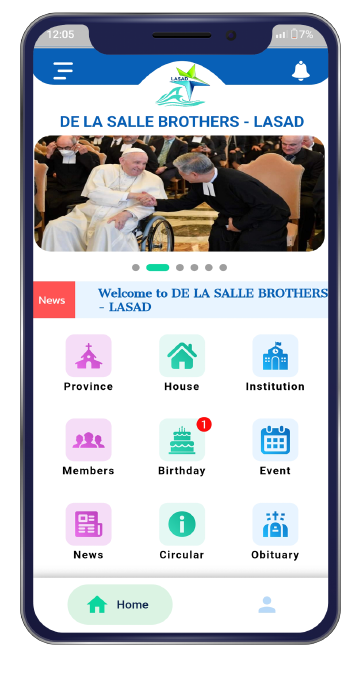 12:05
7%
LASAD
DE LA SALLE BROTHERS - LASAD
News
Welcome to DE LA SALLE BROTHERS
- LASAD
Province
House
Institution
Members
1
Birthday
Event
News
Circular
Obituary
Home